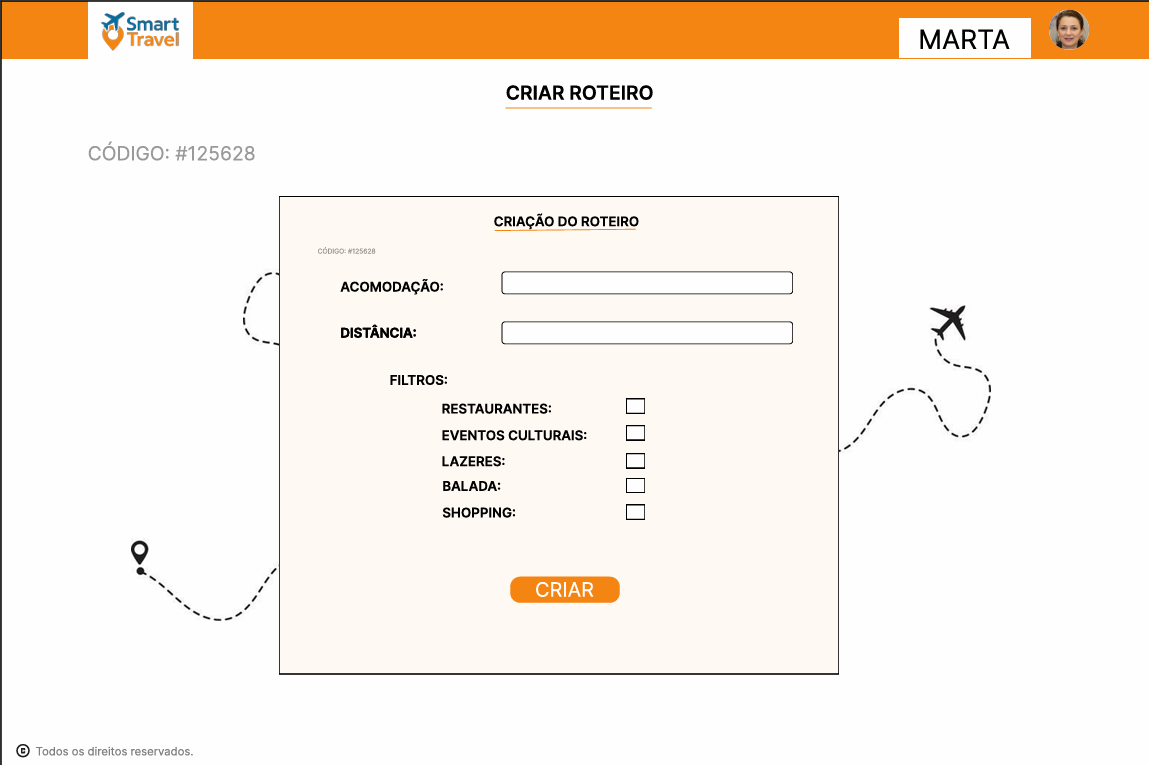 Smart
Travel
MARTA
CRIAR ROTEIRO
CÓDIGO: #125628
CRIAÇÃO DO ROTEIRO
CÓDIGO: #125628
ACOMODAÇÃO:
DISTÂNCIA:
FILTROS:
RESTAURANTES:
EVENTOS CULTURAIS:
LAZERES:
BALADA:
SHOPPING:
CRIAR
© Todos os direitos reservados.